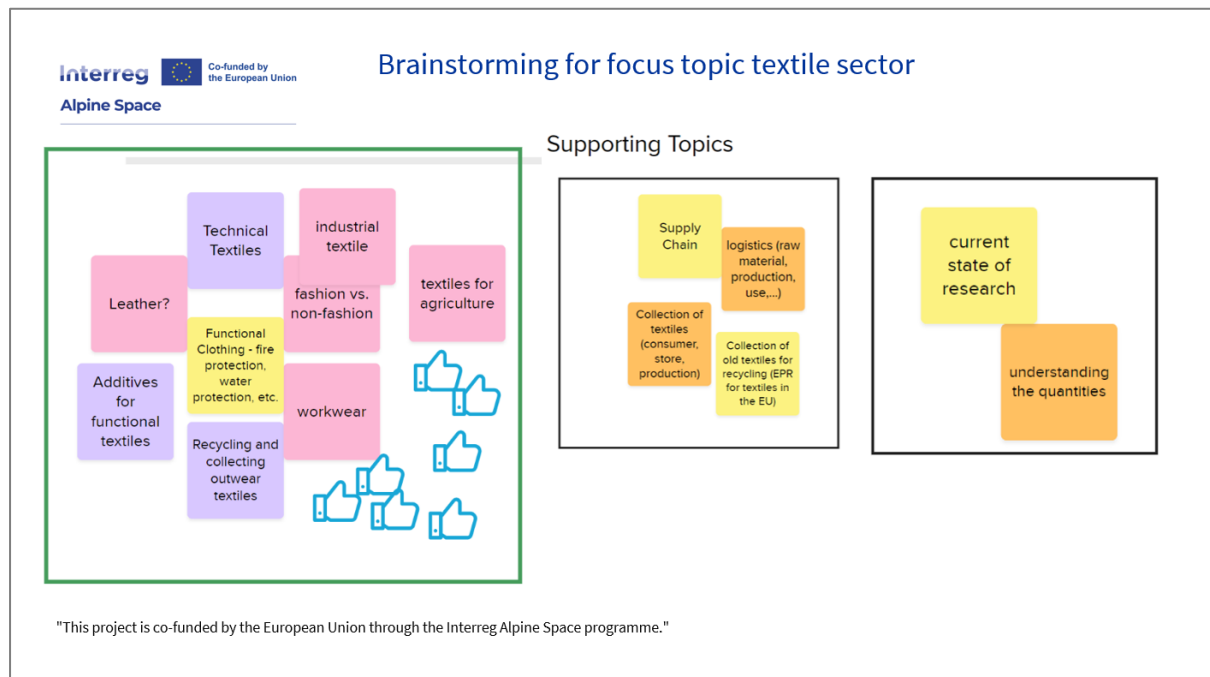 Interreg
Co-funded by
the European Union
Alpine Space
Brainstorming for focus topic textile sector
Supporting Topics
Technical
Textiles
industrial
textile
Leather?
fashion vs.
non-fashion
textiles for
agriculture
Functional
Clothing - fire
protection,
water
protection, etc.
Additives
for
functional
textiles
workwear
Recycling and
collecting
outwear
textiles
Supply
Chain
logistics (raw
material,
production,
use,...)
Collection of
textiles
(consumer,
store,
production)
Collection of
old textiles for
recycling (EPR
for textiles in
the EU)
current
state of
research
understanding
the quantities
"This project is co-funded by the European Union through the Interreg Alpine Space programme."